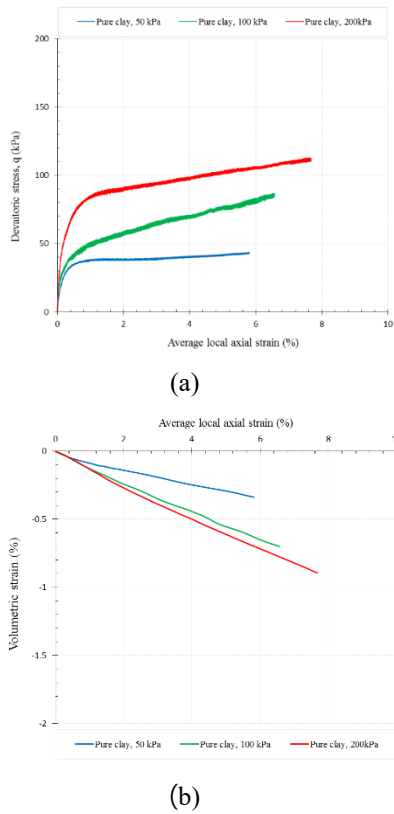 Pure clay, 50 kPa Pure clay, 100 kPa Pure clay, 200kPa
200
150
100
50
0
Devaitoric stress, q (kPa)
0 2 4 6 8 10
Average local axial strain (%)
(a)
Average local axial strain (%)
0 2 4 6 8
0
-0.5
-1
-1.5
-2
Volumetric strain (%)
Pure clay, 50 kPa Pure clay, 100 kPa Pure clay, 200kPa
(b)